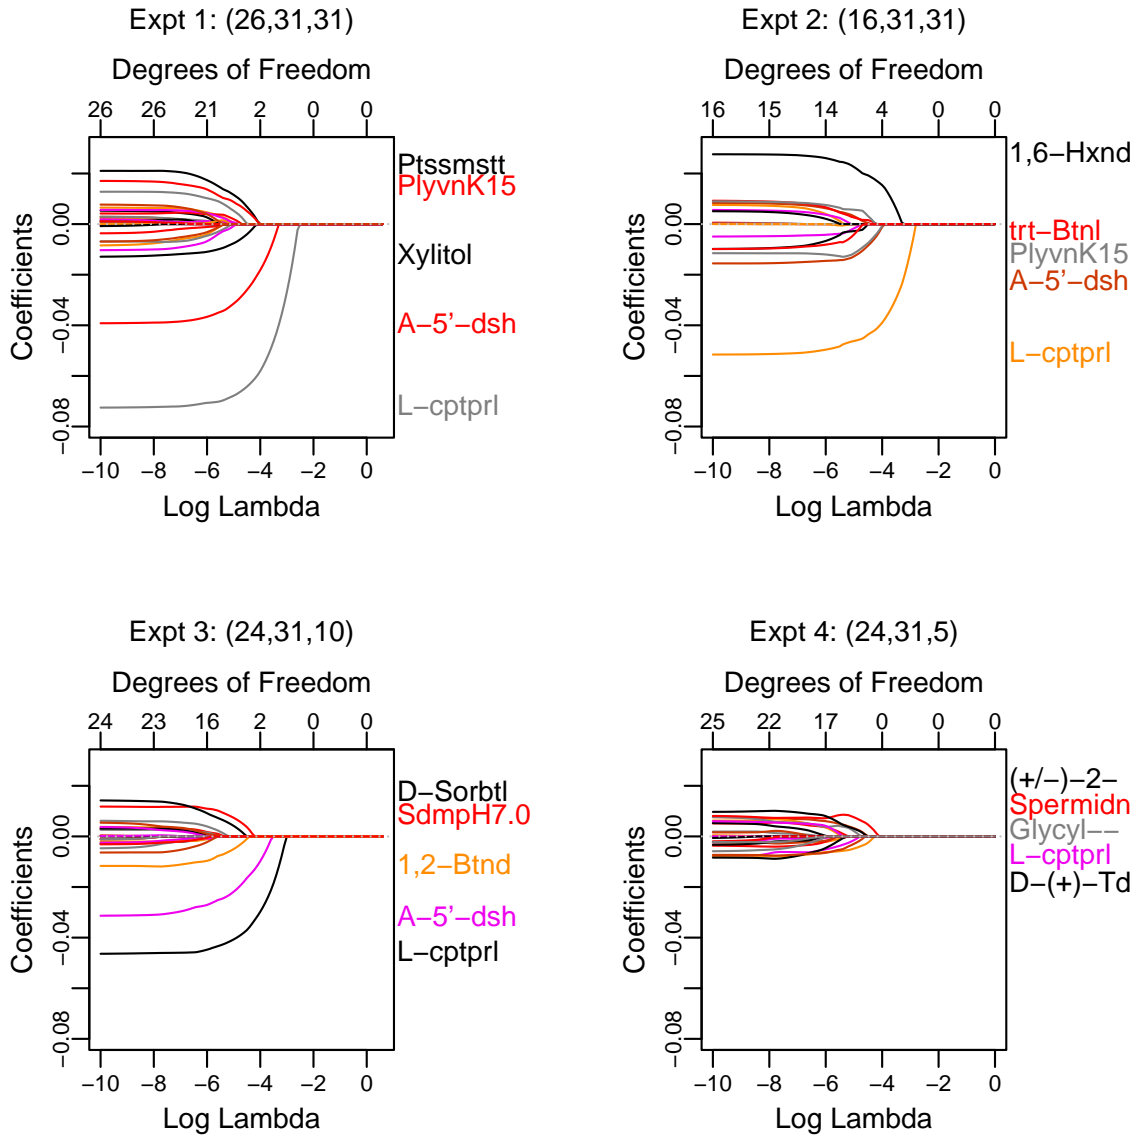 Expt 1: (26,31,31)
Degrees of Freedom
26 26 21 2 0 0
Coefficients
0.00
−0.04
−0.08
Ptssmstt
PlyvnK15
Xylitol
A−5'−dsh
L−cptprl
−10 −8 −6 −4 −2 0
Log Lambda
Expt 2: (16,31,31)
Degrees of Freedom
16 15 14 4 0 0
Coefficients
0.00
−0.04
−0.08
1,6−Hxnd
trt−Btnl
PlyvnK15
A−5'−dsh
L−cptprl
−10 −8 −6 −4 −2 0
Log Lambda
Expt 3: (24,31,10)
Degrees of Freedom
24 23 16 2 0 0
Coefficients
0.00
−0.04
−0.08
D−Sorbtl
SdmpH7.0
1,2−Btnd
A−5'−dsh
L−cptprl
−10 −8 −6 −4 −2 0
Log Lambda
Expt 4: (24,31,5)
Degrees of Freedom
25 22 17 0 0 0
Coefficients
0.00
−0.04
−0.08
(+/−)−2−
Spermidn
Glycyl−−
L−cptprl
D−(+)−Td
−10 −8 −6 −4 −2 0
Log Lambda